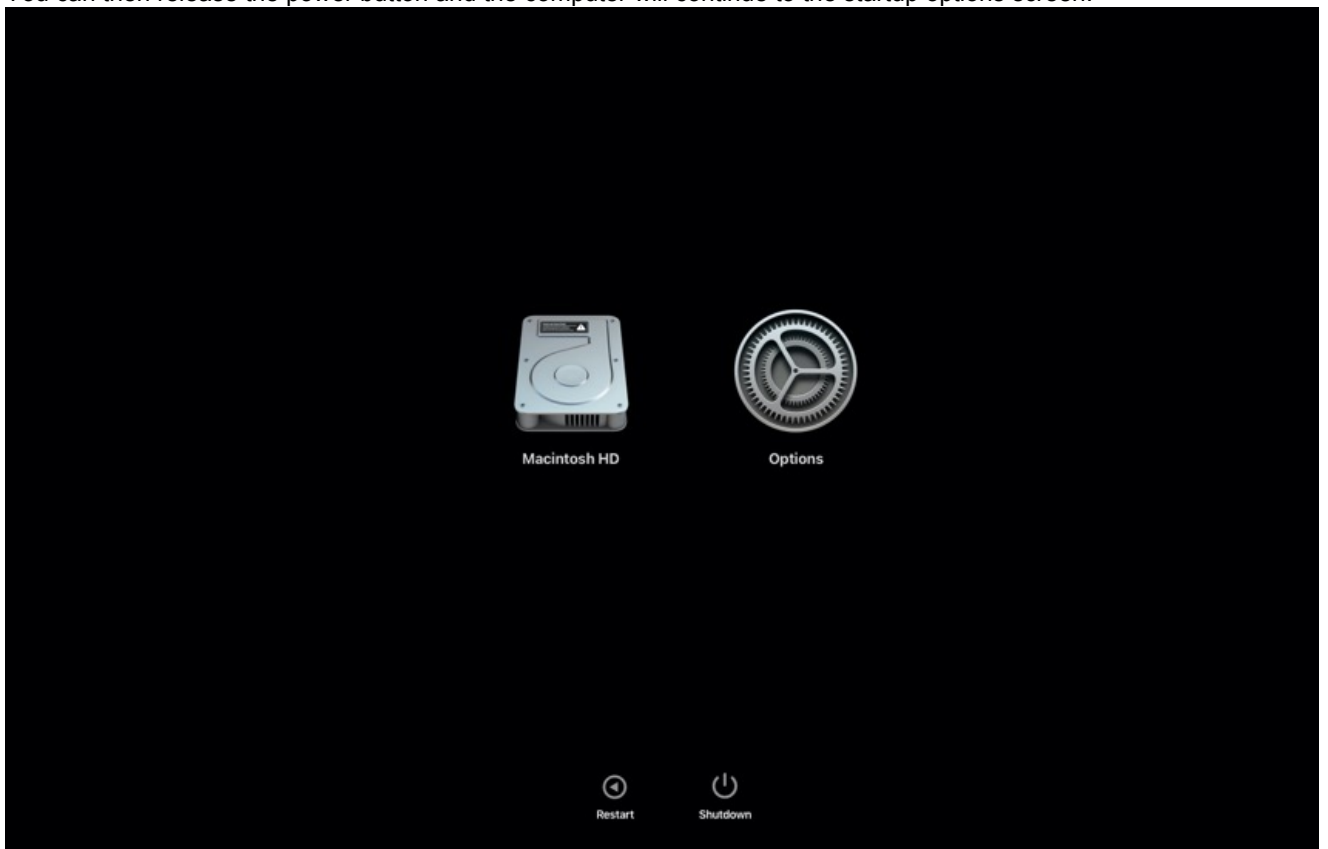 You can then release the power button and the computer will continue to the startup options screen.
Macintosh HD
Options
Restart
Shutdown